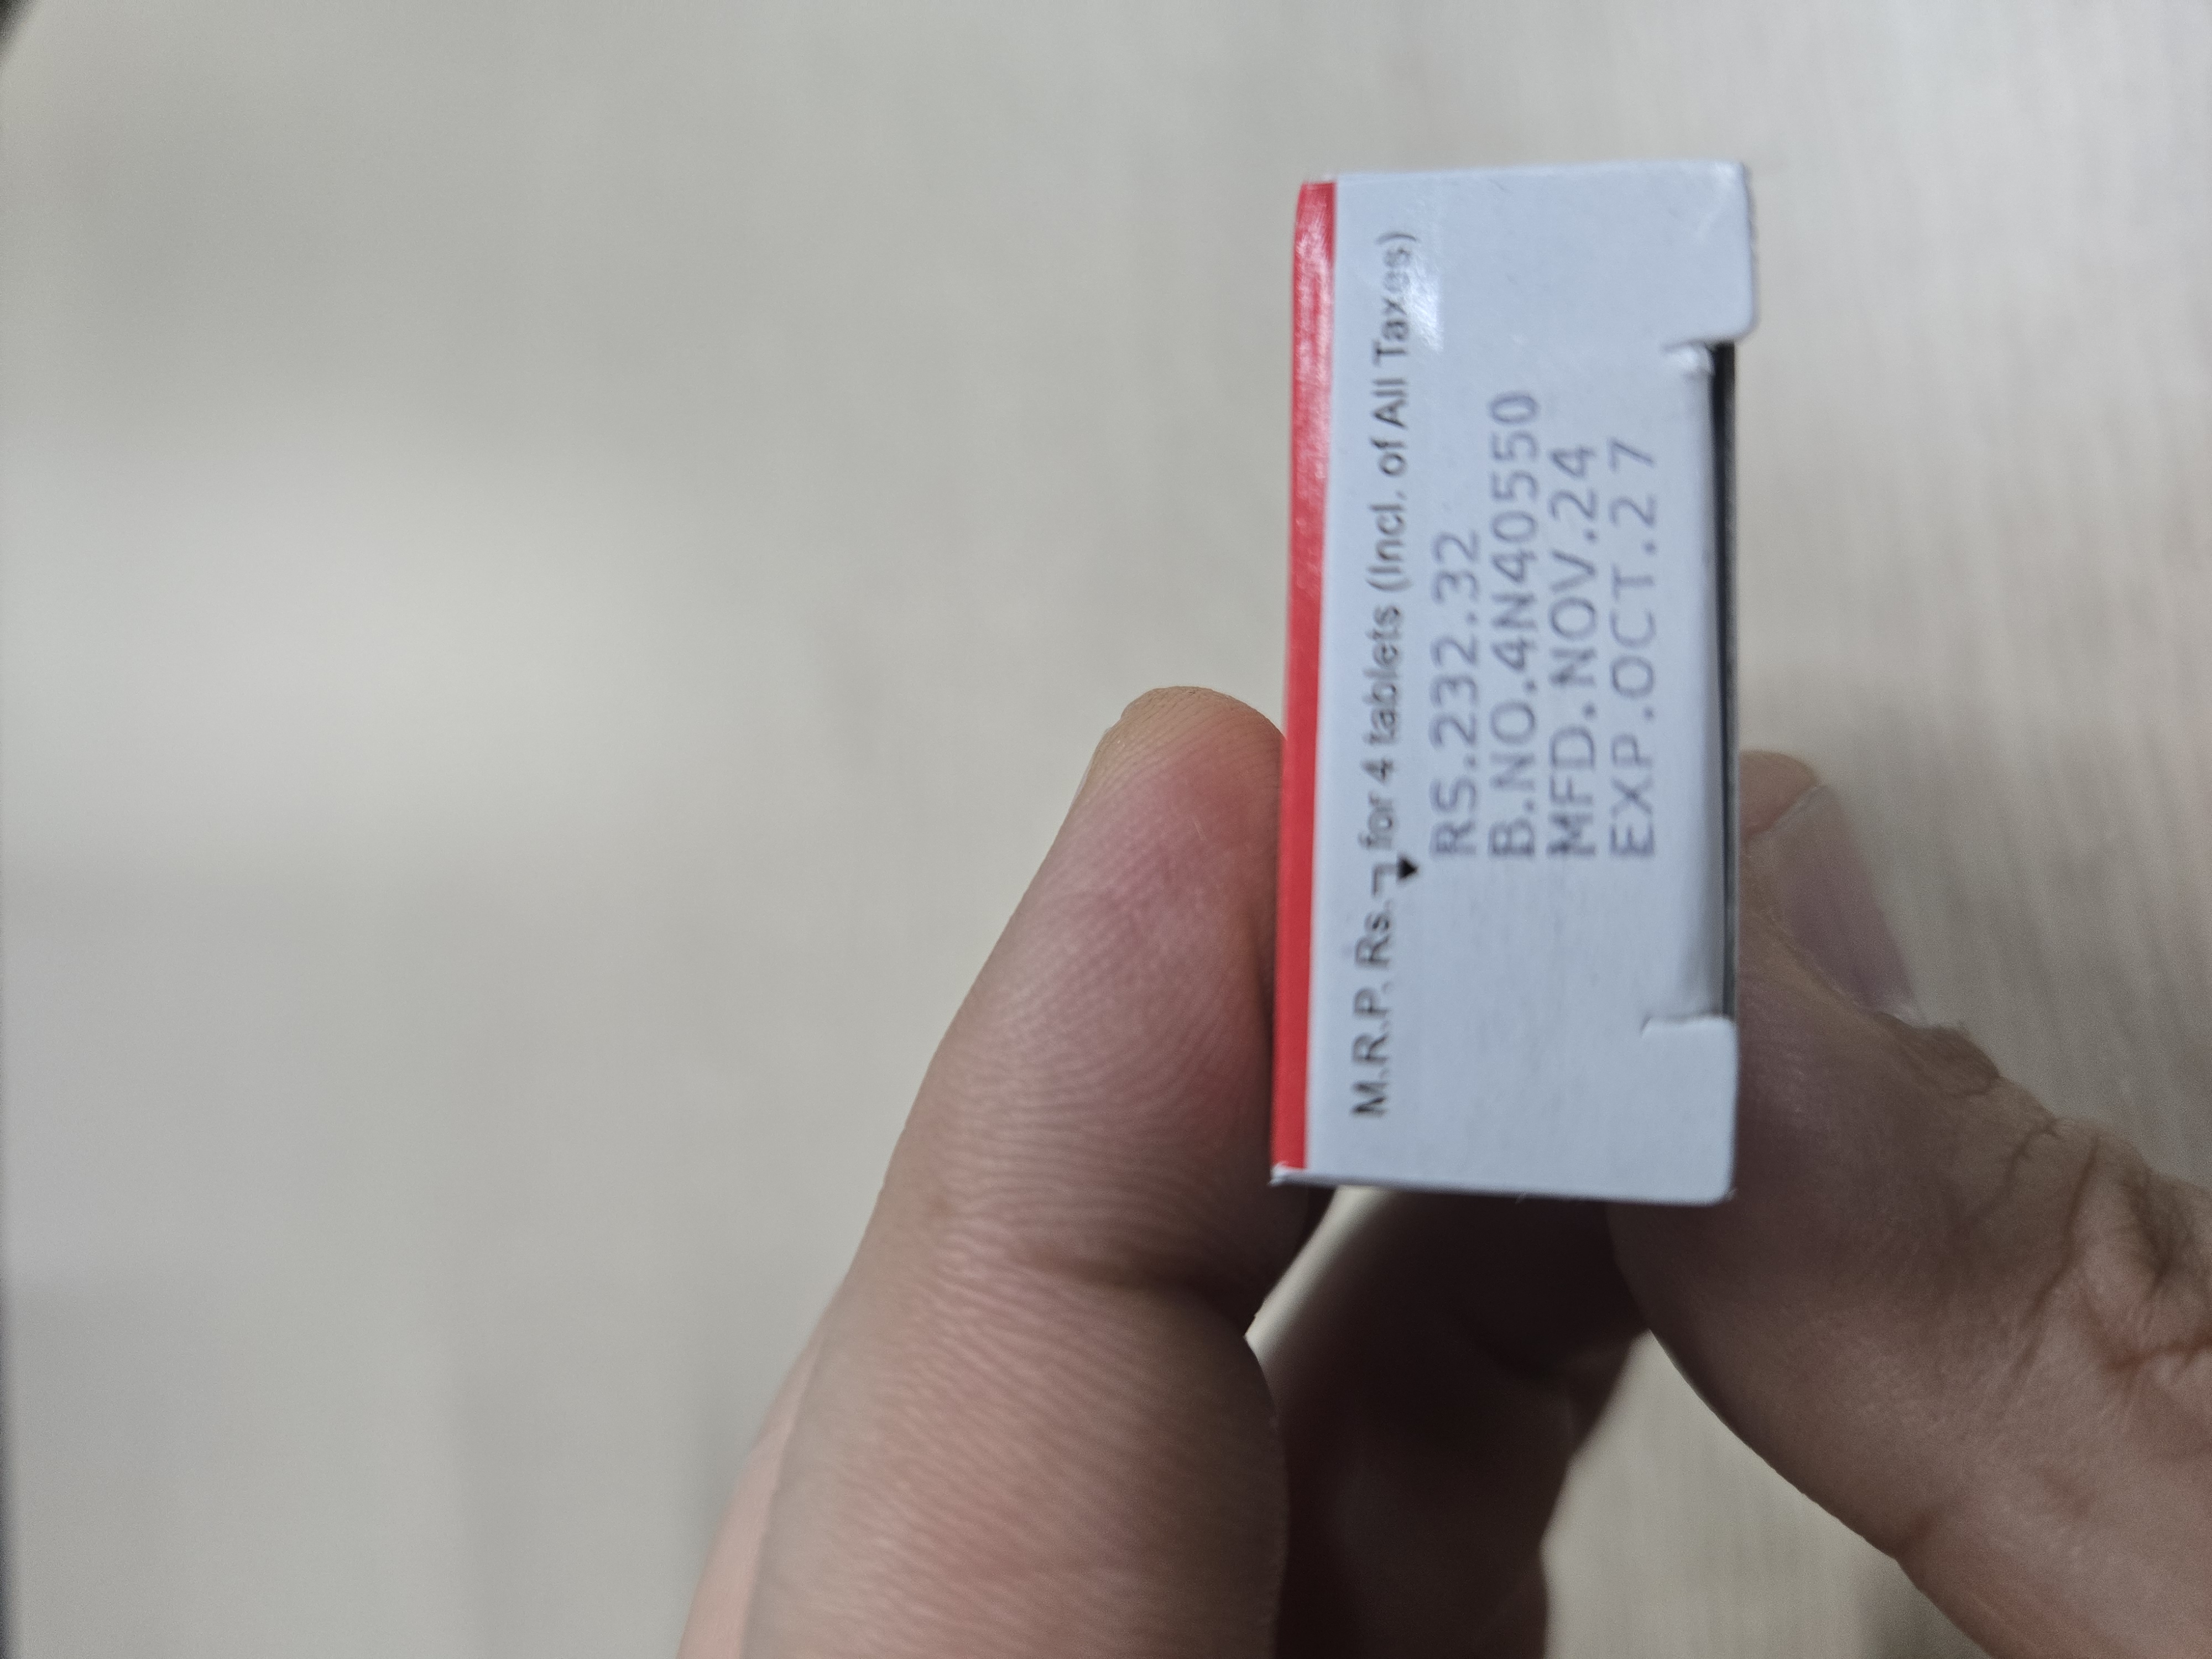 M.R.P. Rs. for 4 tablets (Incl. of All Taxes)
RS.232.32
B.NO.4N40550
MFD.NOV.24
EXP.OCT.27